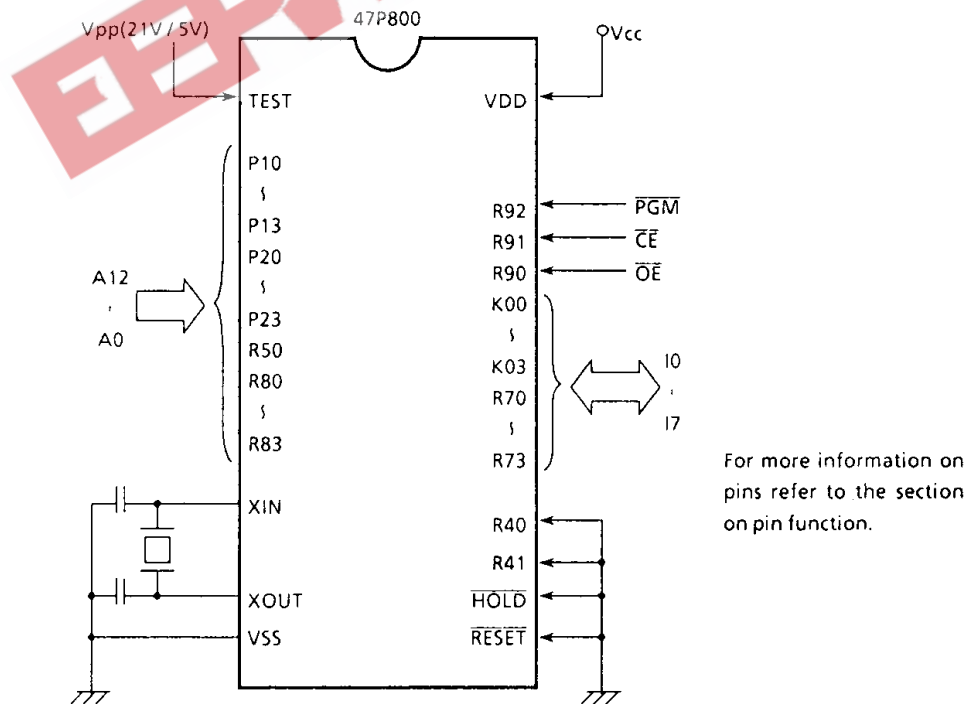 47P800
Vpp(21V/5V)
Vcc
TEST
VDD
P10
P13
P20
P23
R50
R80
R83
A12
A0
R92
R91
R90
PGM
CE
OE
K00
K03
R70
R73
I0
I7
For more information on
pins refer to the section
on pin function.
XIN
XOUT
VSS
R40
R41
HOLD
RESET